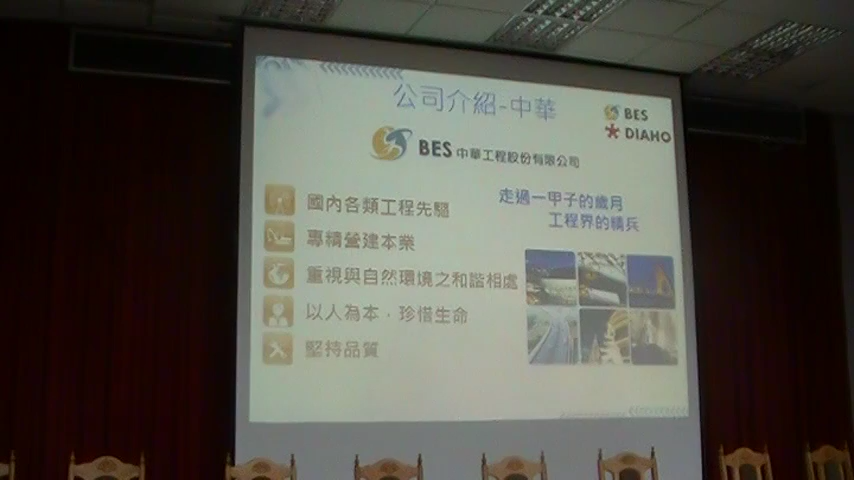 公司介紹-中華
BES
DIAHO
BES 中華工程股份有限公司
國內各類工程先驅
專精營建本業
重視與自然環境之和諧相處
以人為本，珍惜生命
堅持品質
走過一甲子的歲月
工程界的精兵